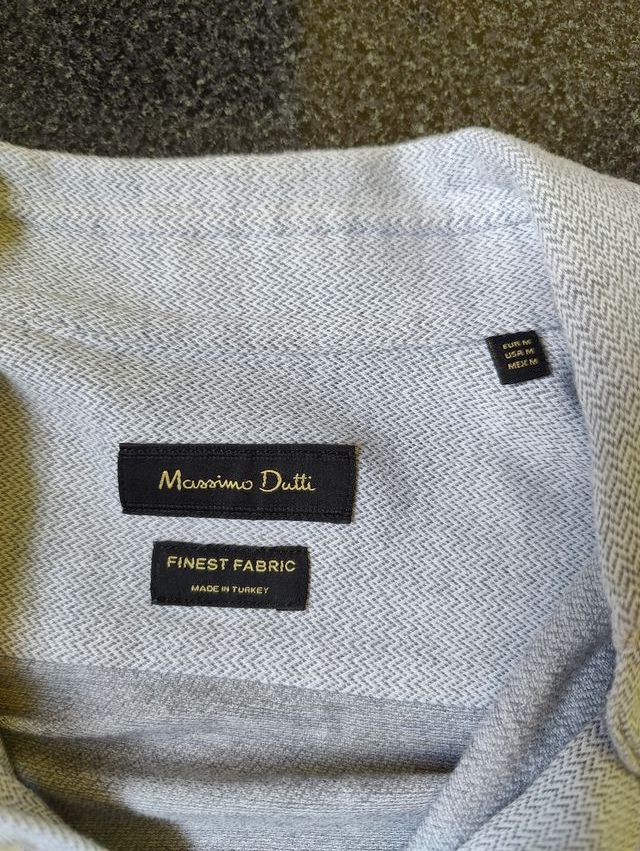 EUR M
USA M
MEX M
Massimo Dutti
FINEST FABRIC
MADE IN TURKEY